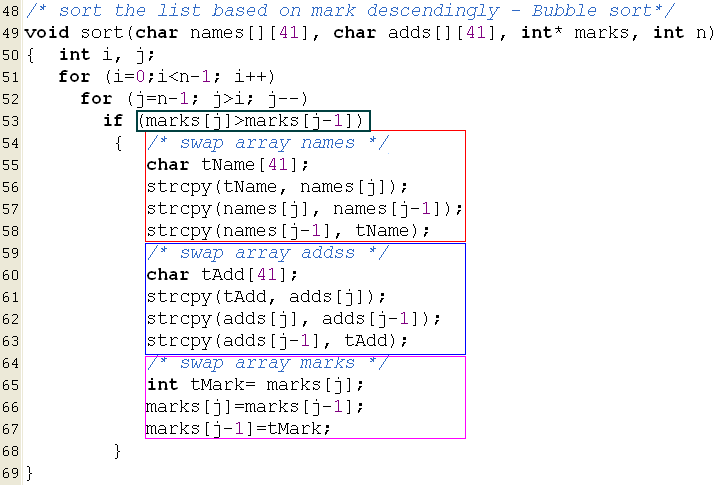 48 /* sort the list based on mark descendingly - Bubble sort*/
49 void sort(char names[][41], char adds[][41], int* marks, int n)
50 {  int i, j;
51    for (i=0;i<n-1; i++)
52      for (j=n-1; j>i; j--)
53        if (marks[j]>marks[j-1])
54         {  /* swap array names */
55            char tName[41];
56            strcpy(tName, names[j]);
57            strcpy(names[j], names[j-1]);
58            strcpy(names[j-1], tName);
59            /* swap array addss */
60            char tAdd[41];
61            strcpy(tAdd, adds[j]);
62            strcpy(adds[j], adds[j-1]);
63            strcpy(adds[j-1], tAdd);
64            /* swap array marks */
65            int tMark= marks[j];
66            marks[j]=marks[j-1];
67            marks[j-1]=tMark;
68         }
69 }